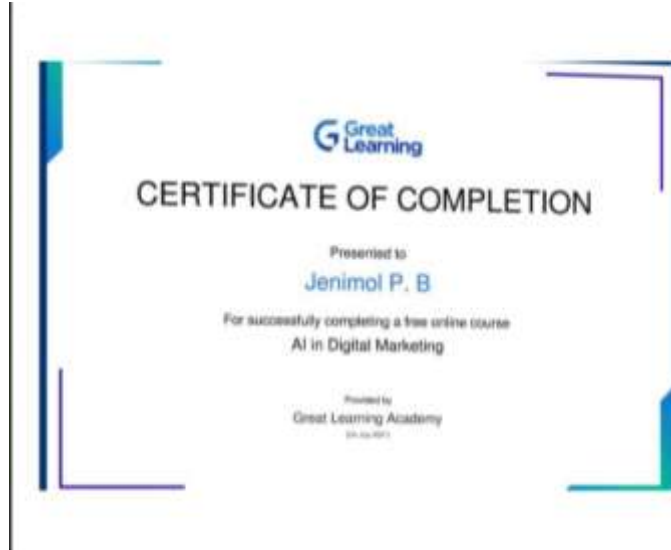 Great
Learning
CERTIFICATE OF COMPLETION
Presented to
Jenimol P. B
For successfully completing a free online course
AI in Digital Marketing
Provided by
Great Learning Academy